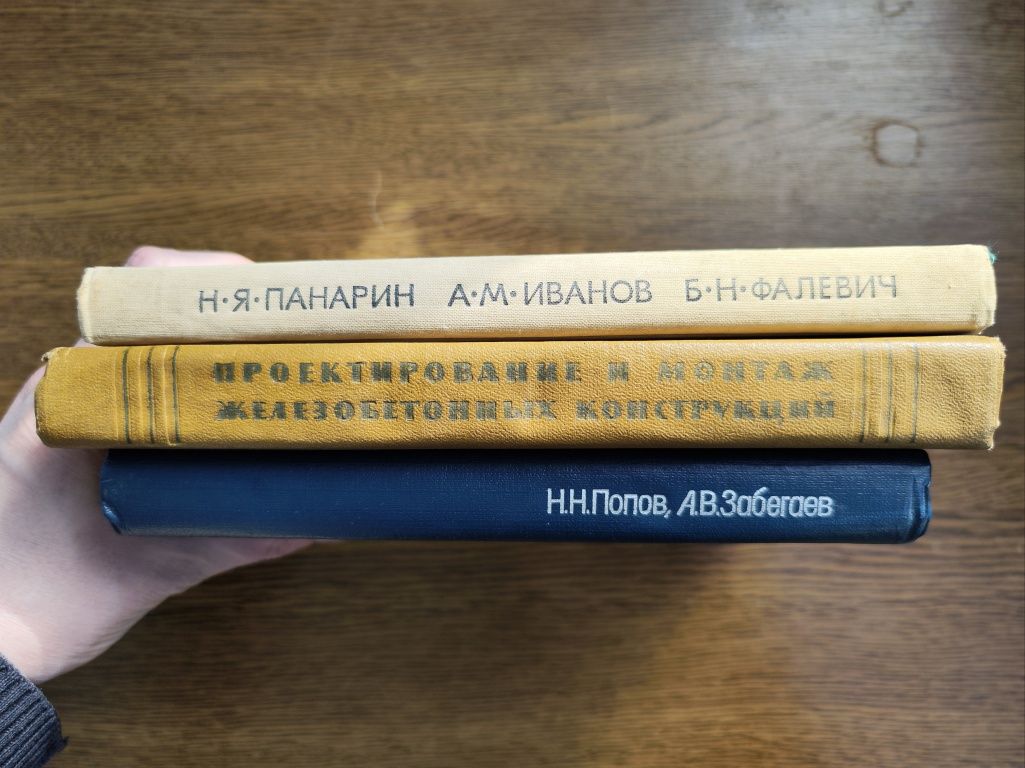 Н·Я·ПАНАРИН А·М·ИВАНОВ Б·Н·ФАЛЕВИЧ
ПРОЕКТИРОВАНИЕ И МОНТАЖ
ЖЕЛЕЗОБЕТОННЫХ КОНСТРУКЦИЙ
Н.Н.Попов, А.В.Забегаев